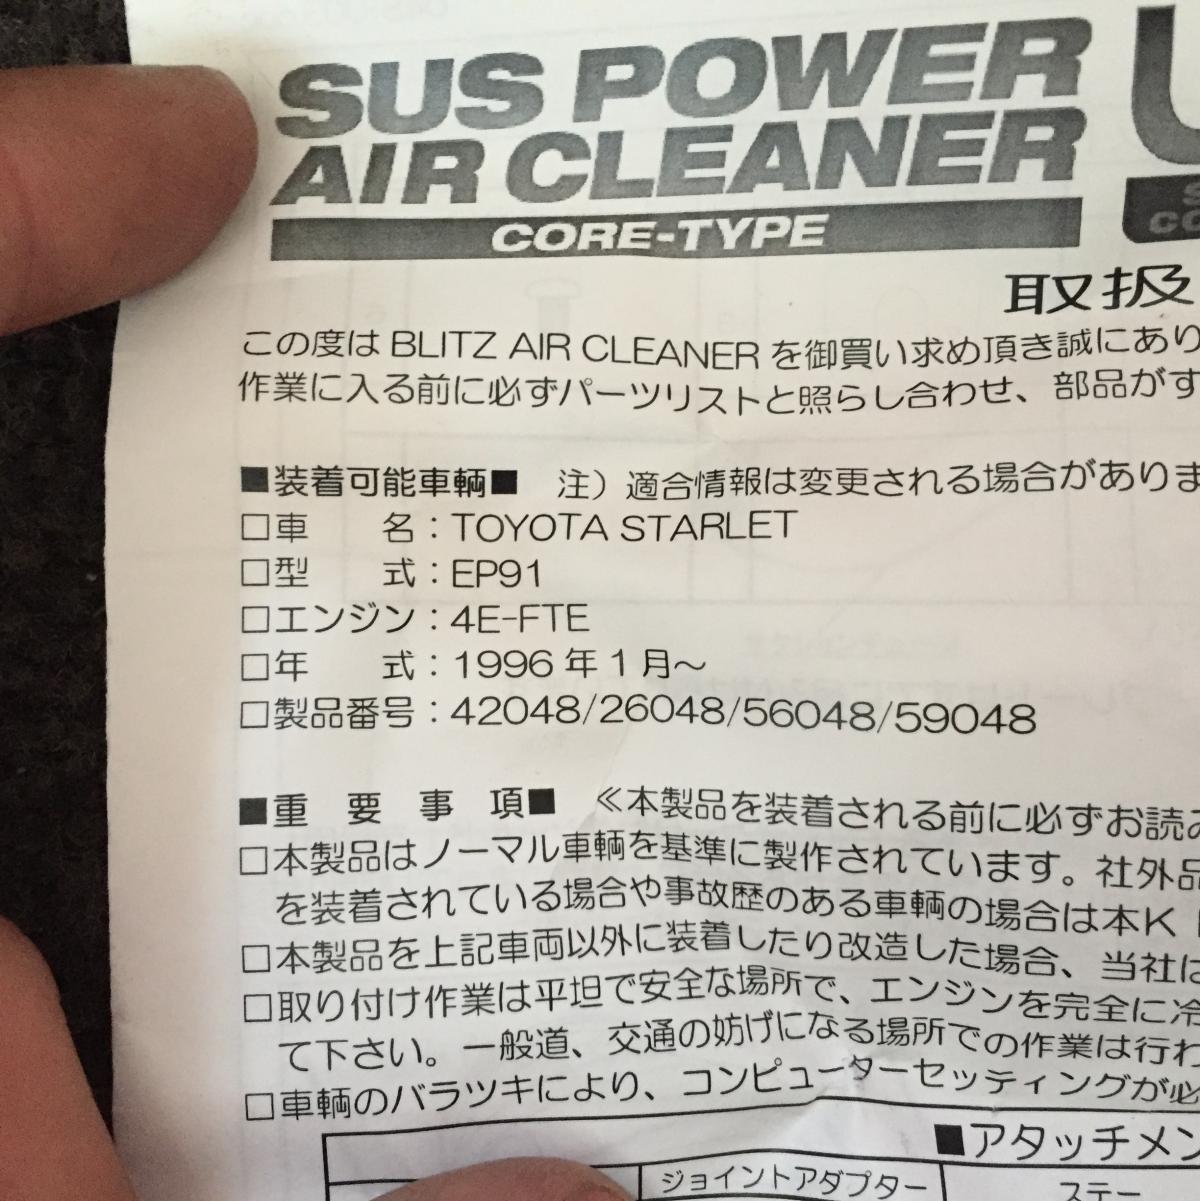 SUS POWER
AIR CLEANER
CORE-TYPE
取扱
この度は BLITZ AIR CLEANER を御買い求め頂き誠にあり
作業に入る前に必ずパーツリストと照らし合わせ、部品がす
■装着可能車輌■ 注）適合情報は変更される場合がありま
□車 名：TOYOTA STARLET
□型 式：EP91
□エンジン：4E-FTE
□年 式：1996 年 1 月～
□製品番号：42048/26048/56048/59048
■重 要 事 項■ ≪本製品を装着される前に必ずお読み
□本製品はノーマル車輌を基準に製作されています。社外品
を装着されている場合や事故歴のある車輌の場合は本K
□本製品を上記車両以外に装着したり改造した場合、当社は
□取り付け作業は平坦で安全な場所で、エンジンを完全に冷
て下さい。一般道、交通の妨げになる場所での作業は行わ
□車輌のバラツキにより、コンピューターセッティングが必
■アタッチメン
ジョイントアダプター
ステー